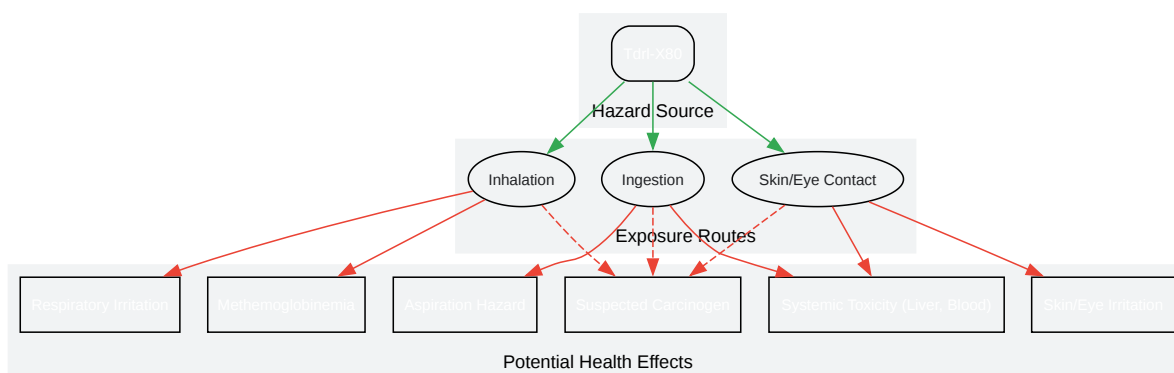 Tdrl-X80
Hazard Source
Inhalation
Ingestion
Skin/Eye Contact
Exposure Routes
Respiratory Irritation
Methemoglobinemia
Aspiration Hazard
Suspected Carcinogen
Systemic Toxicity (Liver, Blood)
Skin/Eye Irritation
Potential Health Effects